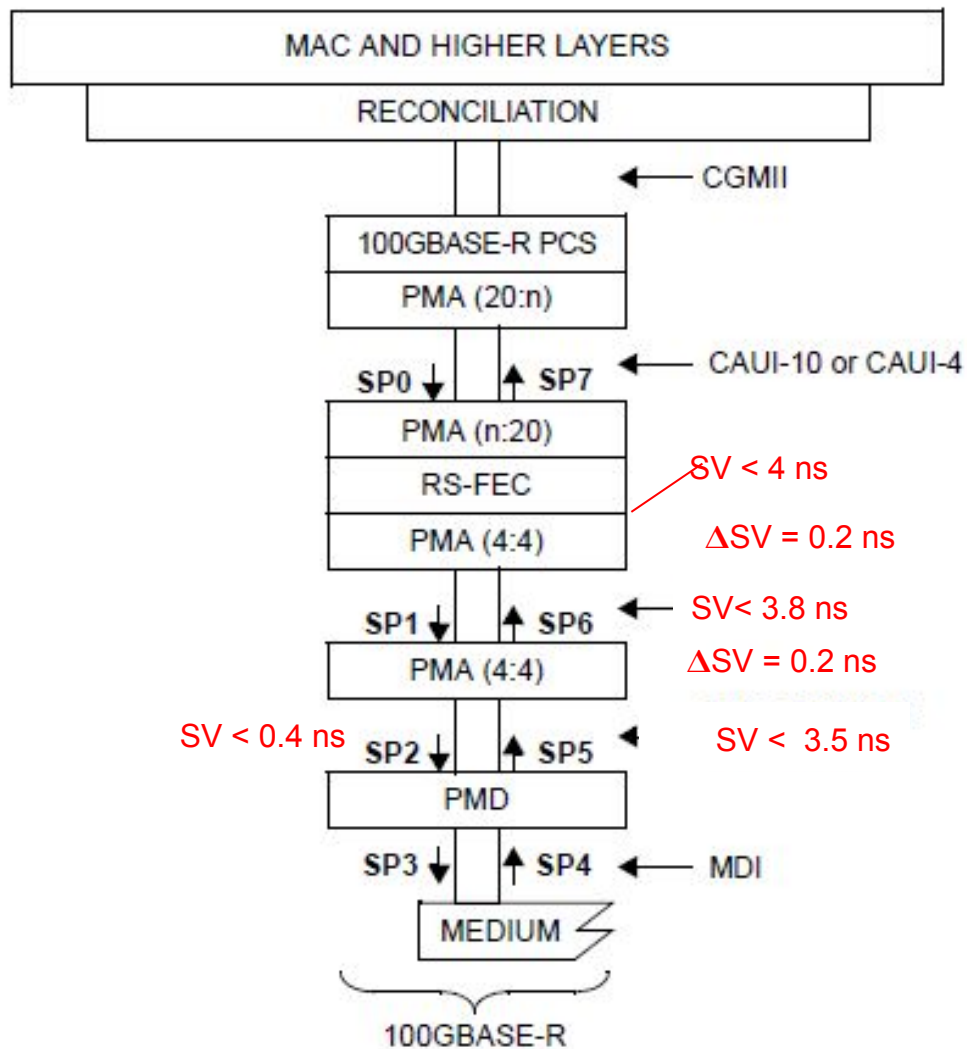 MAC AND HIGHER LAYERS
RECONCILIATION
CGMII
100GBASE-R PCS
PMA (20:n)
CAUI-10 or CAUI-4
SP0 SP7
PMA (n:20)
SV < 4 ns
RS-FEC
PMA (4:4)
ΔSV = 0.2 ns
SV< 3.8 ns
SP1 SP6
PMA (4:4)
ΔSV = 0.2 ns
SV < 0.4 ns
SP2 SP5
SV < 3.5 ns
PMD
SP3 SP4
MDI
MEDIUM
100GBASE-R